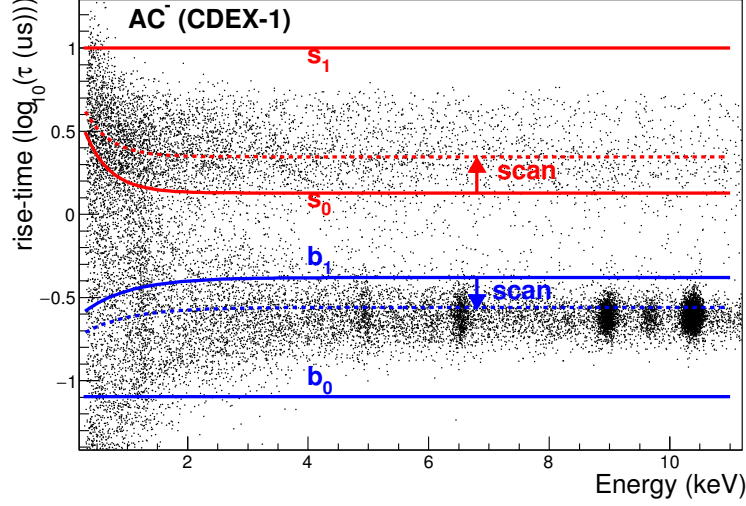 AC⁻ (CDEX-1)
rise-time (log₁₀(τ (us)))
1
0.5
0
−0.5
−1
s₁
scan
s₀
b₁
scan
b₀
2 4 6 8 10
Energy (keV)